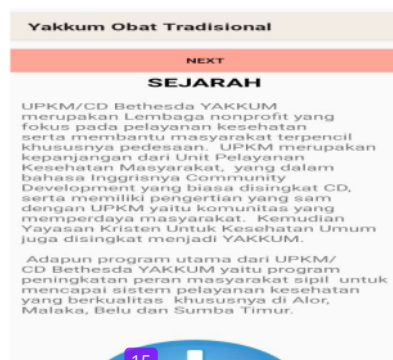 Yakkum Obat Tradisional
NEXT
SEJARAH
UPKM/CD Bethesda YAKKUM
merupakan Lembaga nonprofit yang
fokus pada pelayanan kesehatan
serta membantu masyarakat terpencil
khususnya pedesaan. UPKM merupakan
kepanjangan dari Unit Pelayanan
Kesehatan Masyarakat, yang dalam
bahasa Inggrisnya Community
Development yang biasa disingkat CD,
serta memiliki pengertian yang sam
dengan UPKM yaitu komunitas yang
memperdaya masyarakat. Kemudian
Yayasan Kristen Untuk Kesehatan Umum
juga disingkat menjadi YAKKUM.
Adapun program utama dari UPKM/
CD Bethesda YAKKUM yaitu program
peningkatan peran masyarakat sipil untuk
mencapai sistem pelayanan kesehatan
yang berkualitas khususnya di Alor,
Malaka, Belu dan Sumba Timur.
15